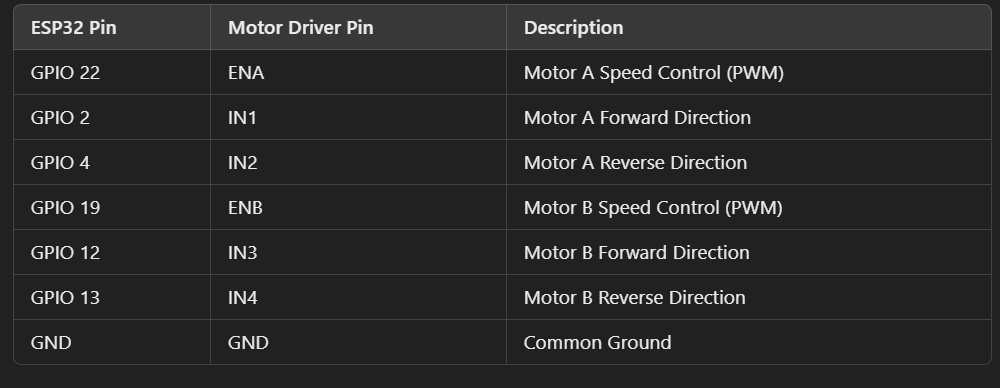 ESP32 Pin Motor Driver Pin Description
GPIO 22 ENA Motor A Speed Control (PWM)
GPIO 2 IN1 Motor A Forward Direction
GPIO 4 IN2 Motor A Reverse Direction
GPIO 19 ENB Motor B Speed Control (PWM)
GPIO 12 IN3 Motor B Forward Direction
GPIO 13 IN4 Motor B Reverse Direction
GND GND Common Ground